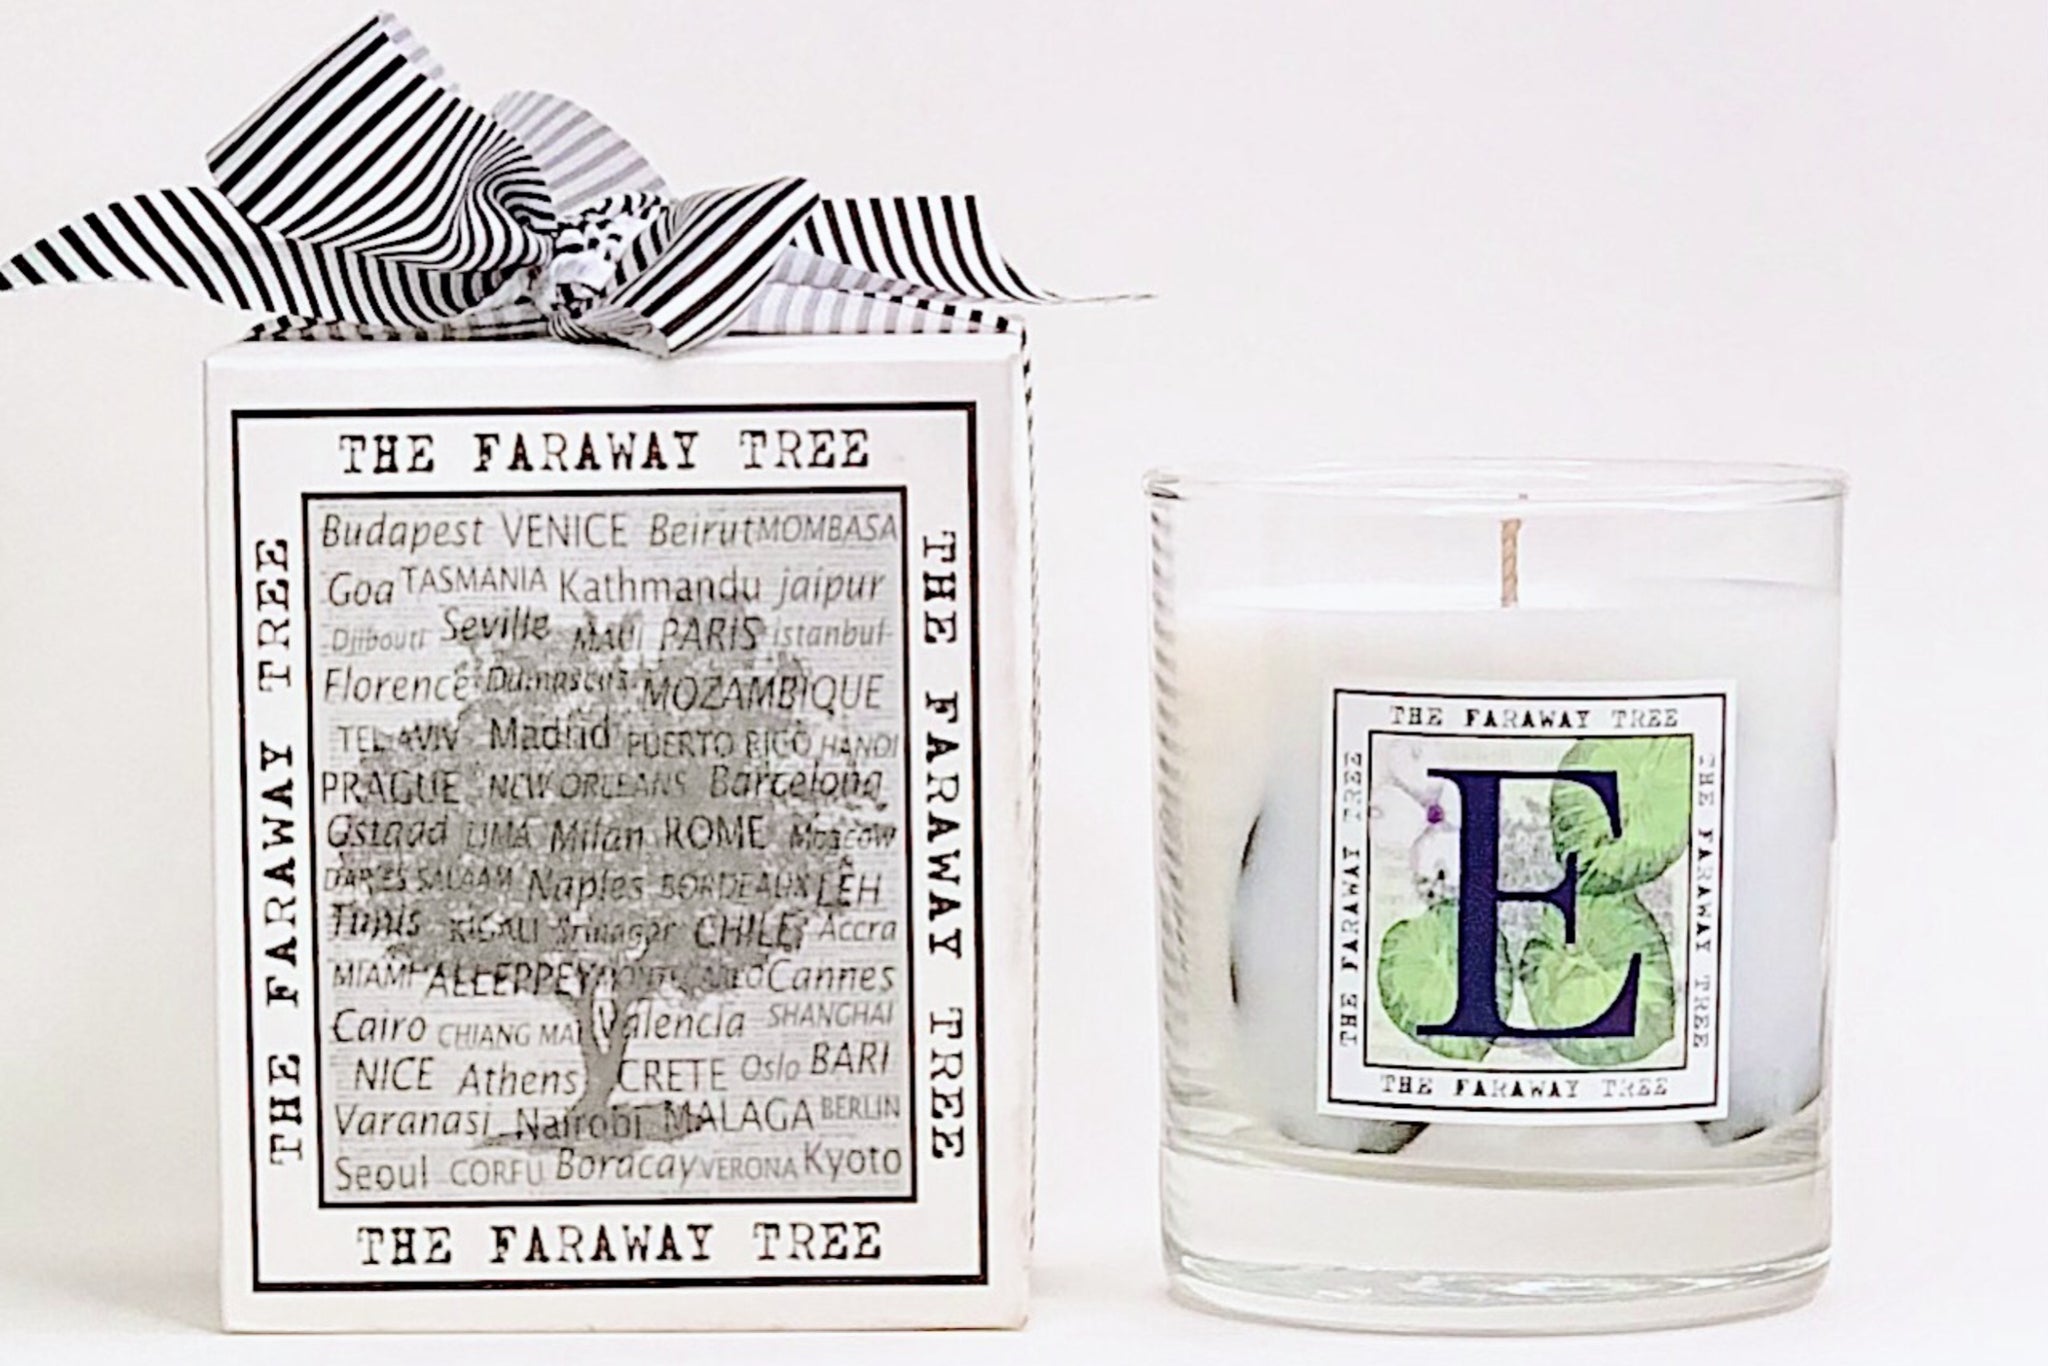 THE FARAWAY TREE
THE FARAWAY TREE
THE FARAWAY TREE
Budapest VENICE Beirut MOMBASA
Goa TASMANIA Kathmandu jaipur
Djibouti Seville MAUI PARIS istanbul
Florence Damascus MOZAMBIQUE
TEL AVIV Madrid PUERTO RICO HANOI
PRAGUE NEW ORLEANS Barcelona
Gstaad LIMA Milan ROME Moscow
DAR ES SALAAM Naples BORDEAUX LEH
Tunis KIGALI Srinagar CHILE Accra
MIAMI ALLEPPEY MONTE CARLO Cannes
Cairo CHIANG MAI Valencia SHANGHAI
NICE Athens CRETE Oslo BARI
Varanasi Nairobi MALAGA BERLIN
Seoul CORFU Boracay VERONA Kyoto
THE FARAWAY TREE
THE FARAWAY TREE
THE FARAWAY TREE
THE FARAWAY TREE
E
THE FARAWAY TREE